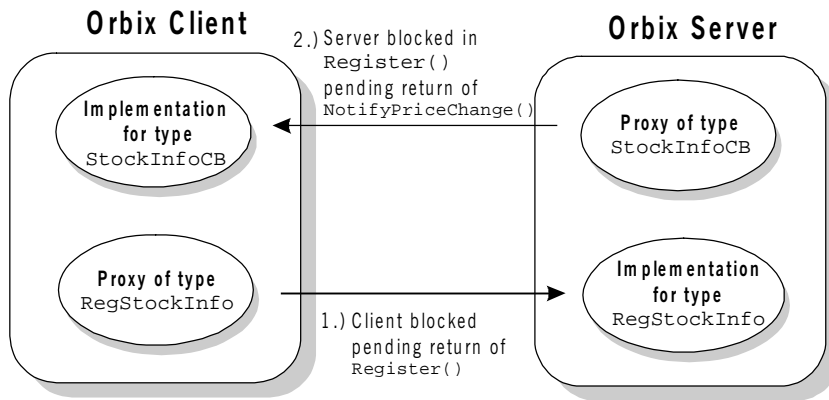 Orbix Client
2.) Server blocked in
Register()
pending return of
NotifyPriceChange()
Orbix Server
Implementation
for type
StockInfoCB
Proxy of type
StockInfoCB
Proxy of type
RegStockInfo
1.) Client blocked
pending return of
Register()
Implementation
for type
RegStockInfo